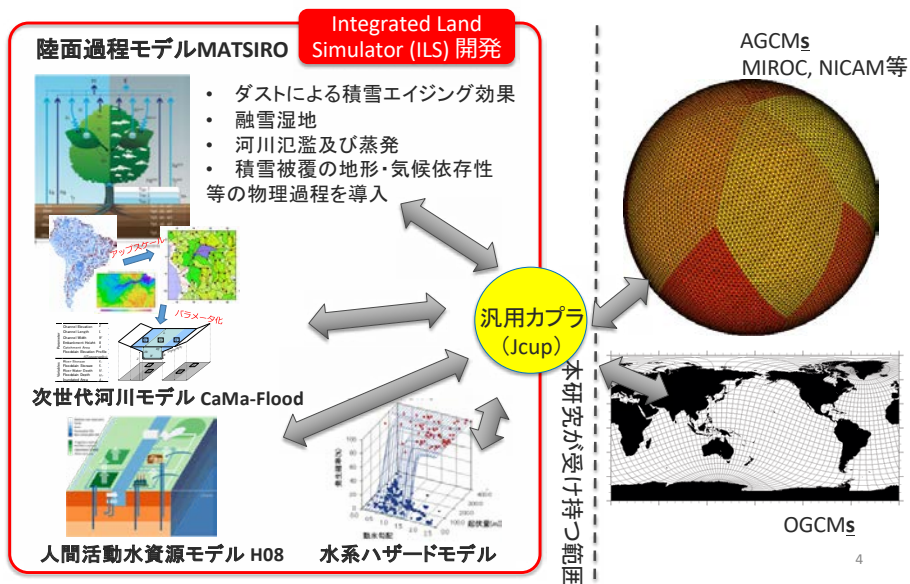 Integrated Land
Simulator (ILS) 開発
陸面過程モデルMATSIRO
• ダストによる積雪エイジング効果
• 融雪湿地
• 河川氾濫及び蒸発
• 積雪被覆の地形・気候依存性
等の物理過程を導入
アップスケール
パラメータ化
次世代河川モデル CaMa-Flood
人間活動水資源モデル H08
水系ハザードモデル
汎用カプラ
(Jcup)
本研究が受け持つ範囲
AGCMs
MIROC, NICAM等
OGCMs
4